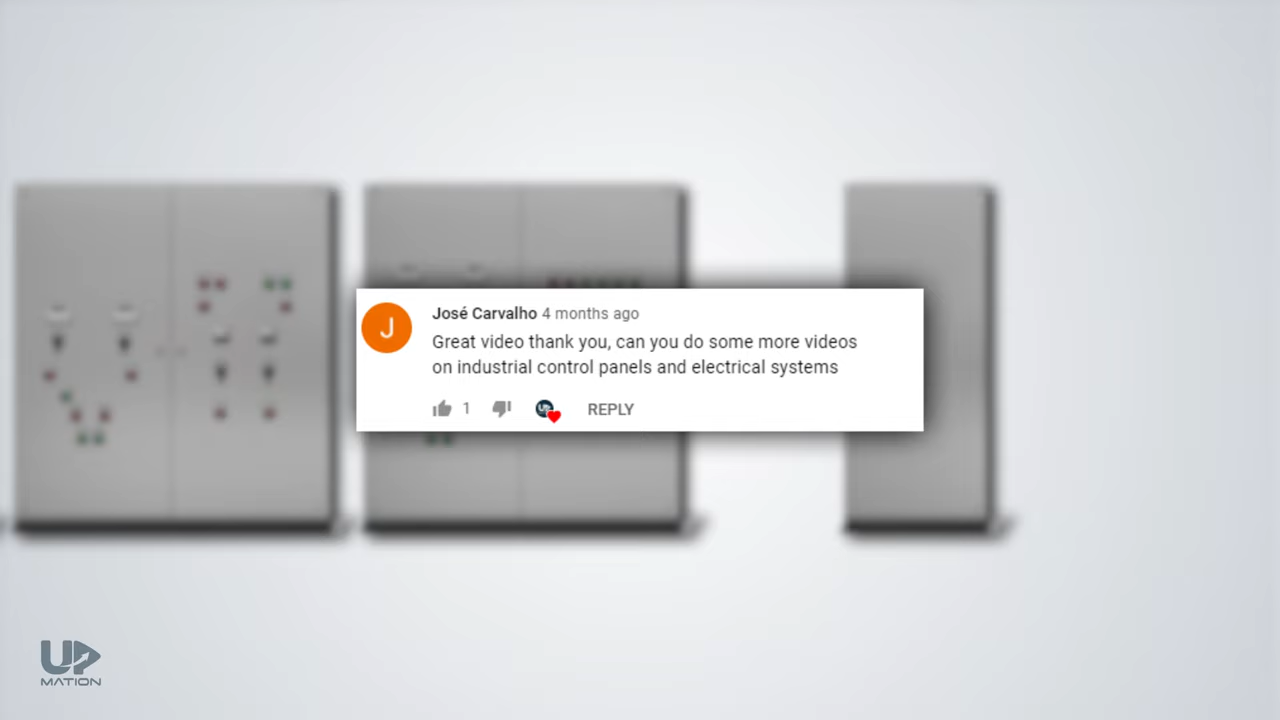 José Carvalho 4 months ago
Great video thank you, can you do some more videos
on industrial control panels and electrical systems
1
REPLY
UP
MATION